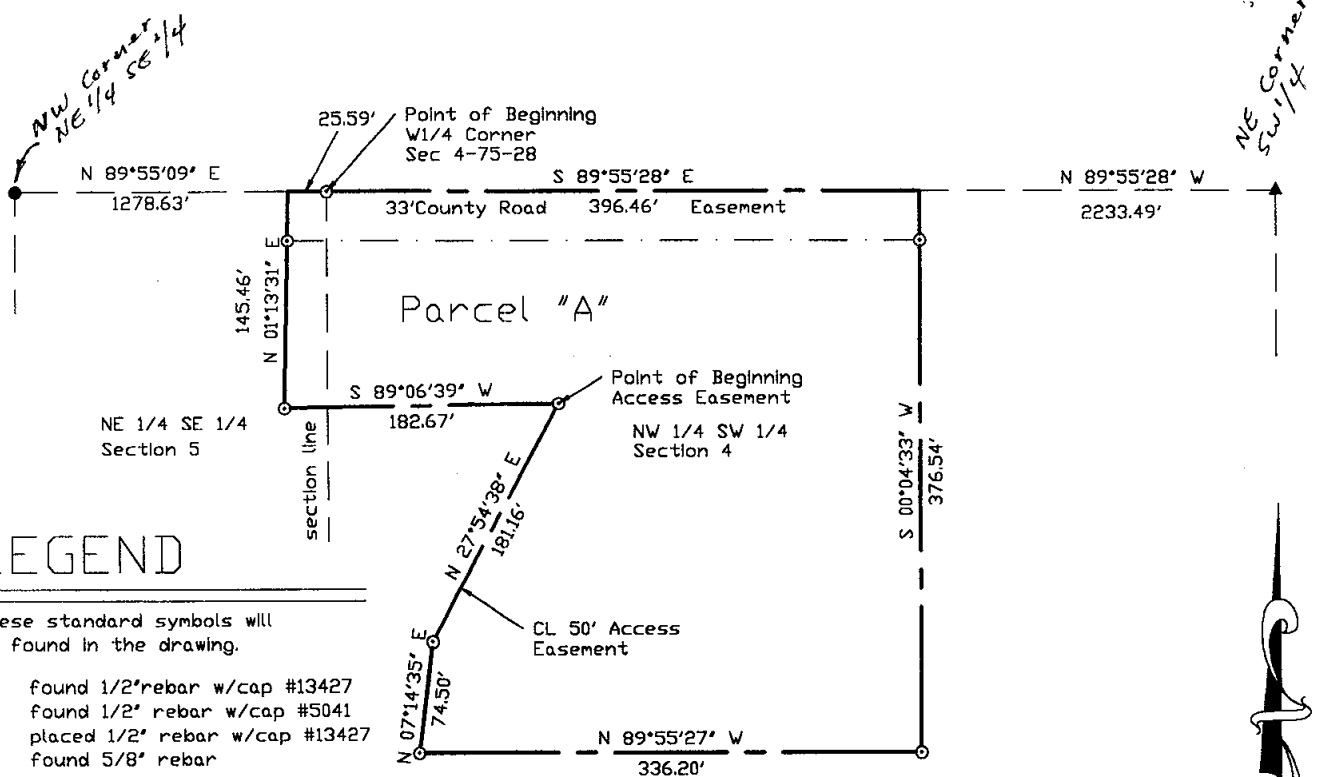 NW Corner
NE 1/4 SE 1/4
NE Corner
SW 1/4
25.59'
Point of Beginning
W1/4 Corner
Sec 4-75-28
N 89°55'09" E
1278.63'
S 89°55'28" E
33'County Road 396.46' Easement
N 89°55'28" W
2233.49'
145.46'
N 01°13'31" E
Parcel "A"
S 89°06'39" W
182.67'
Point of Beginning
Access Easement
NE 1/4 SE 1/4
Section 5
NW 1/4 SW 1/4
Section 4
section line
S 00°04'33" W
376.54'
N 27°54'38" E
181.16'
CL 50' Access
Easement
N 07°14'35" E
74.50'
N 89°55'27" W
336.20'
EGEND
ese standard symbols will
found in the drawing.
found 1/2"rebar w/cap #13427
found 1/2" rebar w/cap #5041
placed 1/2" rebar w/cap #13427
found 5/8" rebar